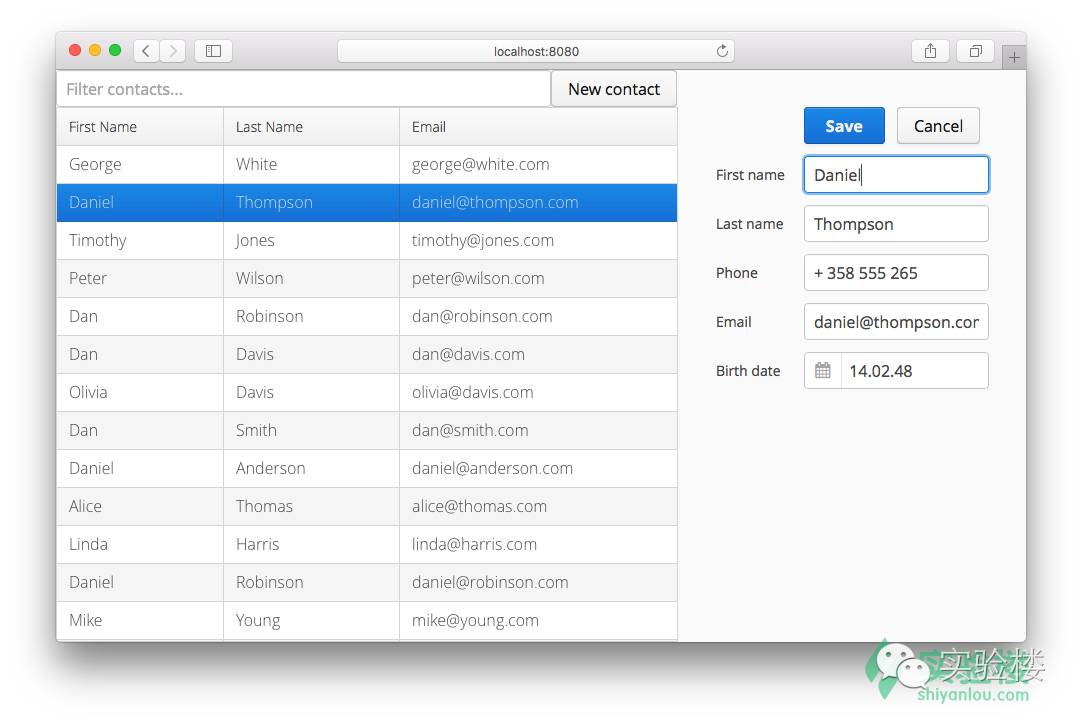 localhost:8080
Filter contacts...
New contact
First Name Last Name Email
George White george@white.com
Daniel Thompson daniel@thompson.com
Timothy Jones timothy@jones.com
Peter Wilson peter@wilson.com
Dan Robinson dan@robinson.com
Dan Davis dan@davis.com
Olivia Davis olivia@davis.com
Dan Smith dan@smith.com
Daniel Anderson daniel@anderson.com
Alice Thomas alice@thomas.com
Linda Harris linda@harris.com
Daniel Robinson daniel@robinson.com
Mike Young mike@young.com
Save Cancel
First name Daniel
Last name Thompson
Phone + 358 555 265
Email daniel@thompson.cor
Birth date 14.02.48
实验楼
shiyanlou.com